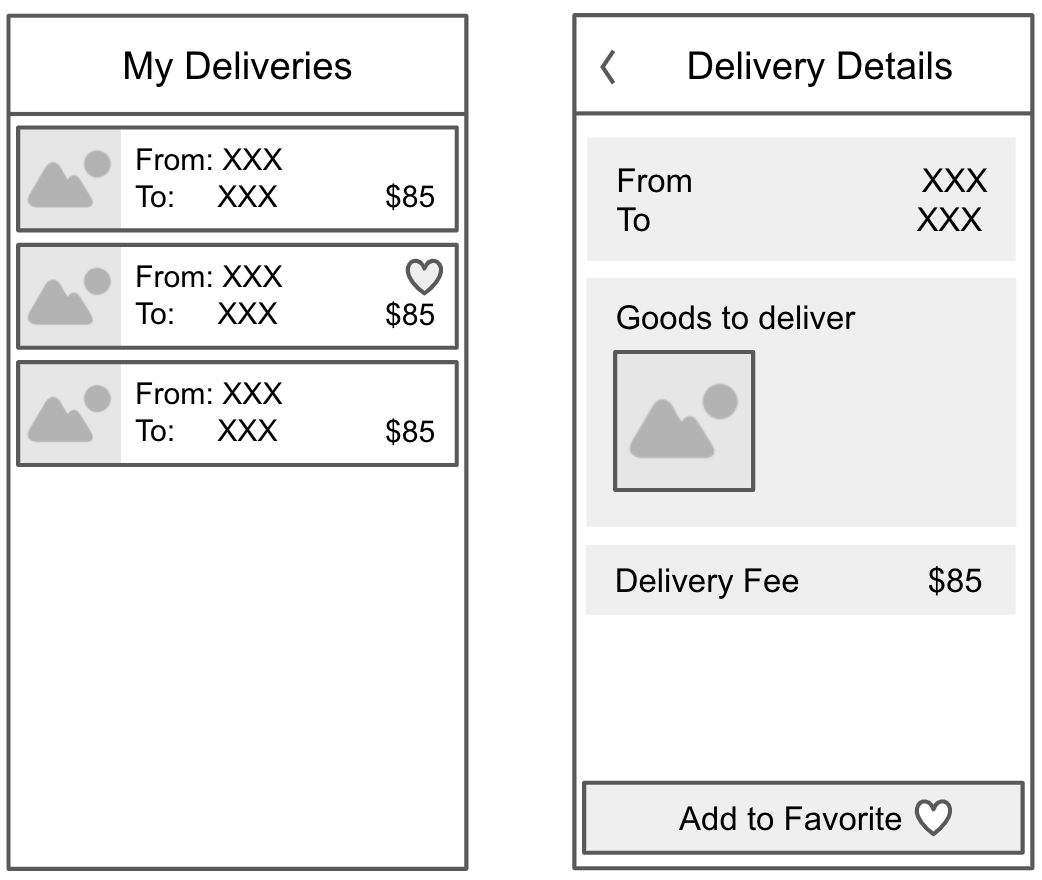 My Deliveries
From: XXX
To: XXX $85
From: XXX
To: XXX $85
From: XXX
To: XXX $85
Delivery Details
From XXX
To XXX
Goods to deliver
Delivery Fee $85
Add to Favorite